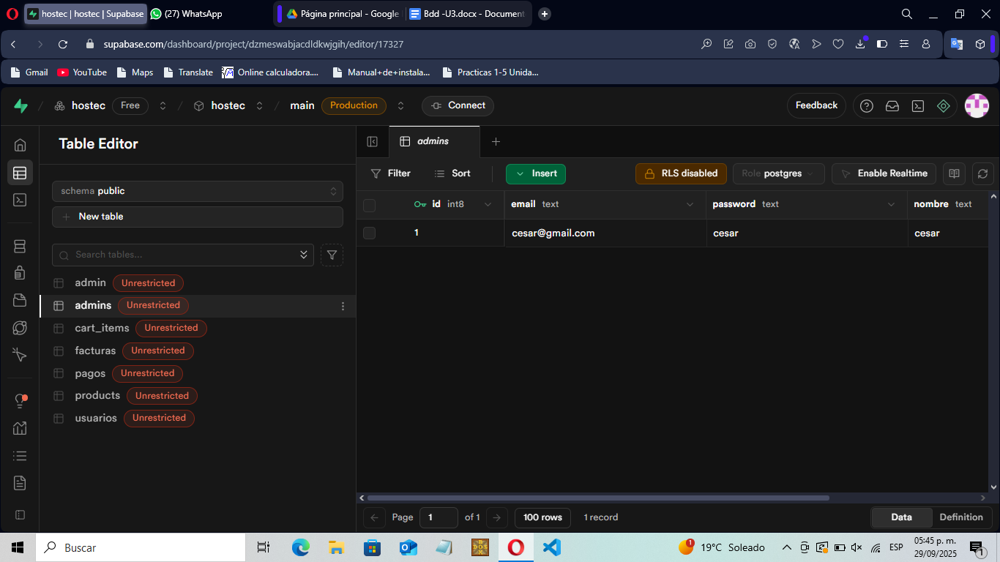 hostec | hostec | Supabase
(27) WhatsApp
Página principal - Google
Bdd -U3.docx - Document
supabase.com/dashboard/project/dzmeswabjacdldkwjgih/editor/17327
Gmail
YouTube
Maps
Translate
Online calculadora....
Manual+de+instala...
Practicas 1-5 Unida...
hostec Free
hostec
main Production
Connect
Feedback
Table Editor
admins
schema public
New table
Search tables...
admin Unrestricted
admins Unrestricted
cart_items Unrestricted
facturas Unrestricted
pagos Unrestricted
products Unrestricted
usuarios Unrestricted
Filter
Sort
Insert
RLS disabled
Role postgres
Enable Realtime
id int8
email text
password text
nombre text
1
cesar@gmail.com
cesar
cesar
Page 1 of 1
100 rows
1 record
Data
Definition
Buscar
19°C Soleado
ESP
05:45 p. m.
29/09/2025